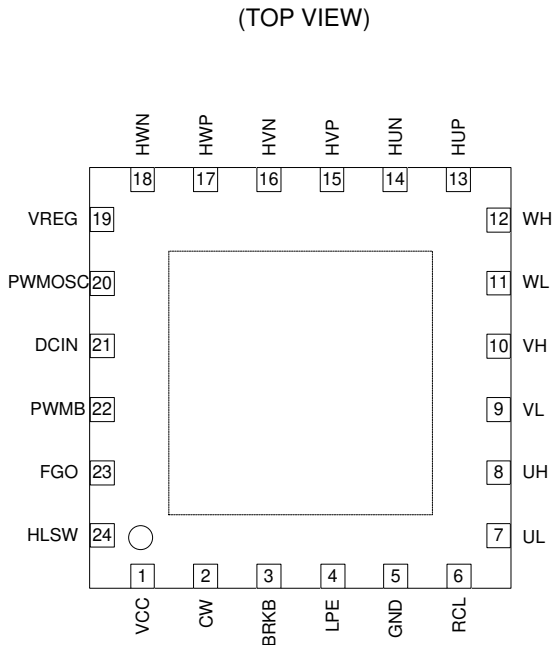 (TOP VIEW)
HWN HWP HVN HVP HUN HUP
18 17 16 15 14 13
VREG 19 12 WH
PWMOSC 20 11 WL
DCIN 21 10 VH
PWMB 22 9 VL
FGO 23 8 UH
HLSW 24 7 UL
1 2 3 4 5 6
VCC CW BRKB LPE GND RCL